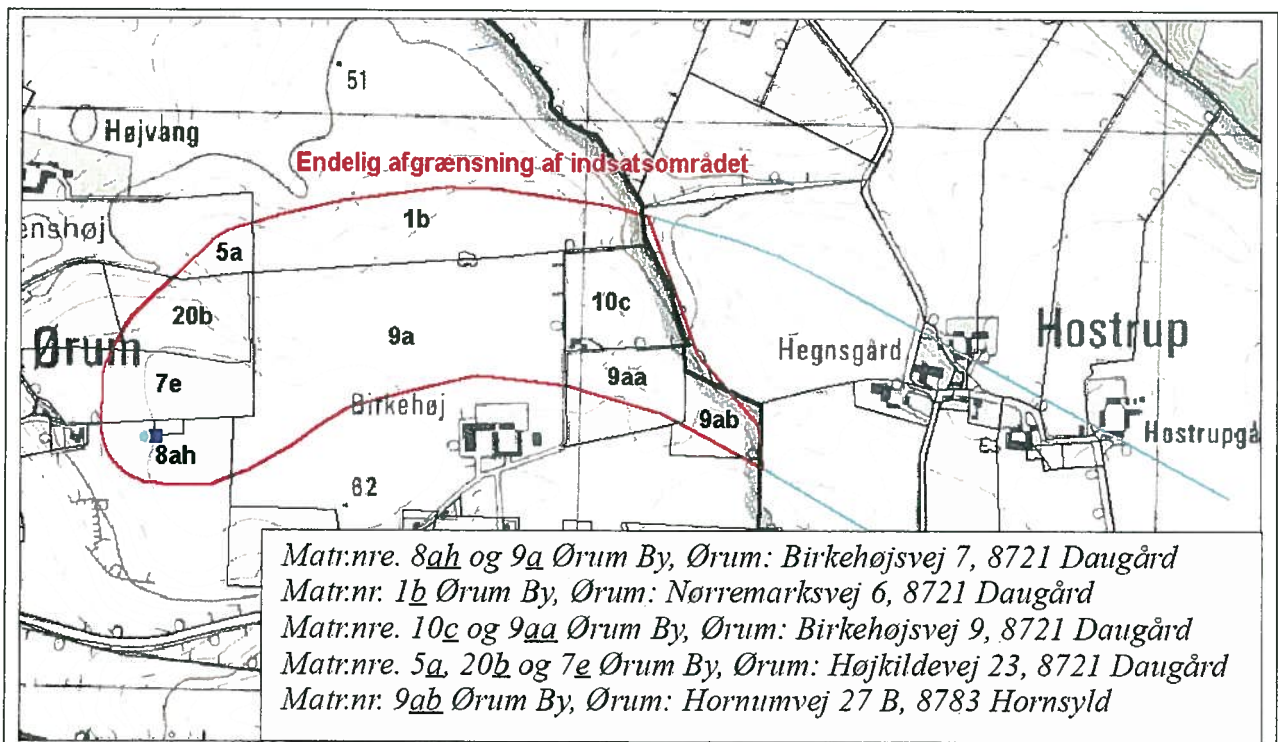 51
Højvang
Endelig afgrænsning af indsatsområdet
1b
enshøj
5a
10c
20b
9a
Ørum
Hostrup
Hegnsgård
9aa
7e
Birkehøj
9ab
Hostrupgå
8ah
62
Matr.nre. 8ah og 9a Ørum By, Ørum: Birkehøjsvej 7, 8721 Daugård
Matr.nr. 1b Ørum By, Ørum: Nørremarksvej 6, 8721 Daugård
Matr.nre. 10c og 9aa Ørum By, Ørum: Birkehøjsvej 9, 8721 Daugård
Matr.nre. 5a, 20b og 7e Ørum By, Ørum: Højkildevej 23, 8721 Daugård
Matr.nr. 9ab Ørum By, Ørum: Hornumvej 27 B, 8783 Hornsyld